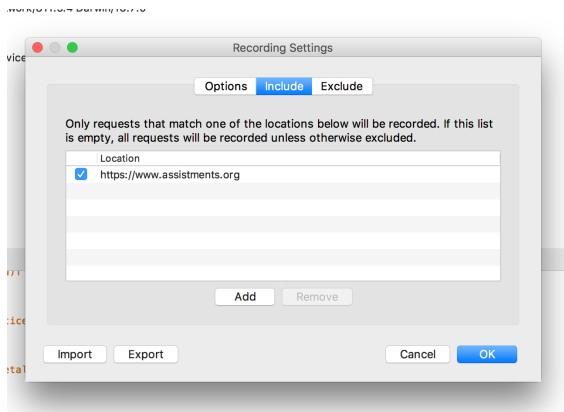 Recording Settings
Options Include Exclude
Only requests that match one of the locations below will be recorded. If this list
is empty, all requests will be recorded unless otherwise excluded.
Location
https://www.assistments.org
Add Remove
Import Export Cancel OK